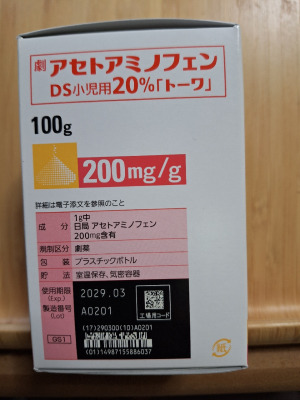 劇 アセトアミノフェン
DS小児用20%「トーワ」
100g
200mg/g
詳細は電子添文を参照のこと
成分 1g中
日局 アセトアミノフェン
200mg含有
規制区分 劇薬
包装 プラスチックボトル
貯法 室温保存、気密容器
使用期限
(Exp.) 2029.03
製造番号
(Lot) A0201
工場用コード
GS1
(17)290300(10)A0201
(01)14987155886037
紙